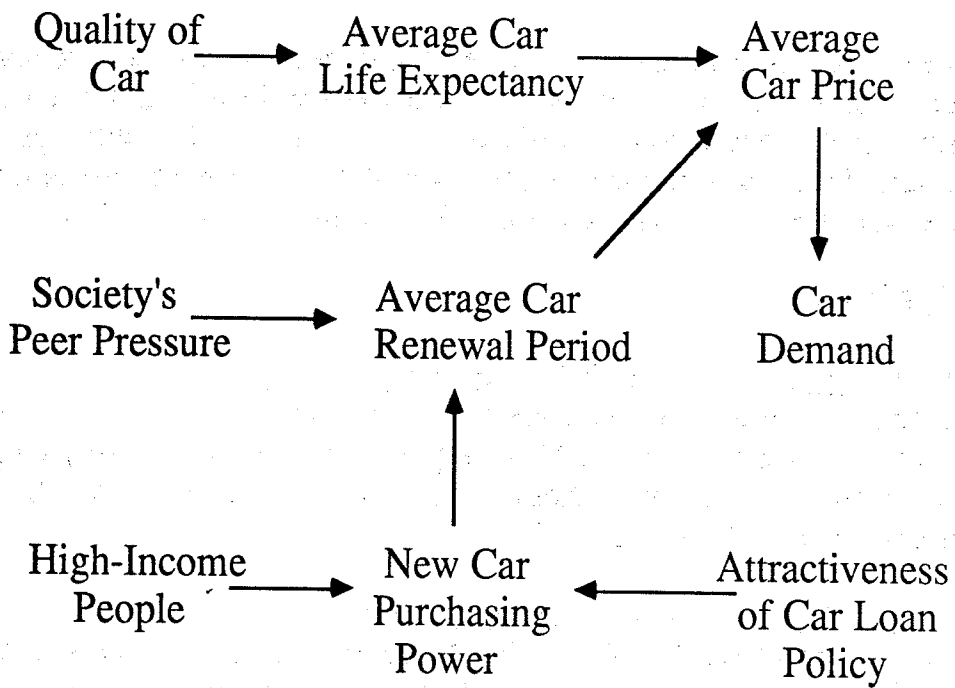 Quality of
Car
Average Car
Life Expectancy
Average
Car Price
Society's
Peer Pressure
Average Car
Renewal Period
Car
Demand
High-Income
People
New Car
Purchasing
Power
Attractiveness
of Car Loan
Policy